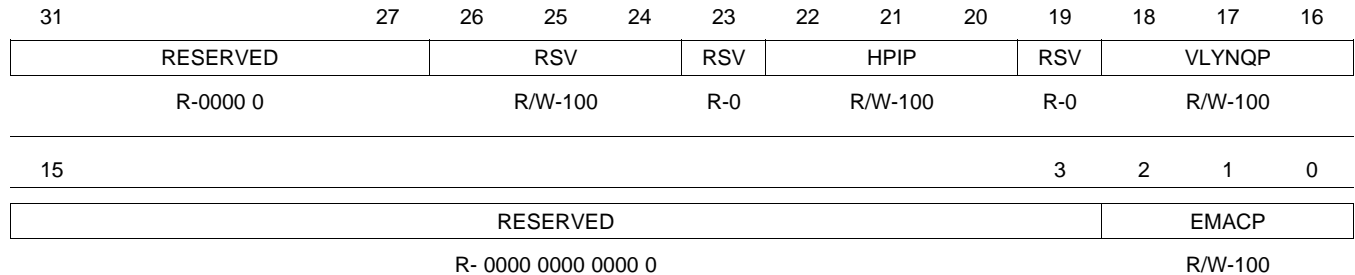 31 27 26 25 24 23 22 21 20 19 18 17 16
RESERVED RSV RSV HPIP RSV VLYNQP
R-0000 0 R/W-100 R-0 R/W-100 R-0 R/W-100
15 3 2 1 0
RESERVED EMACP
R- 0000 0000 0000 0 R/W-100